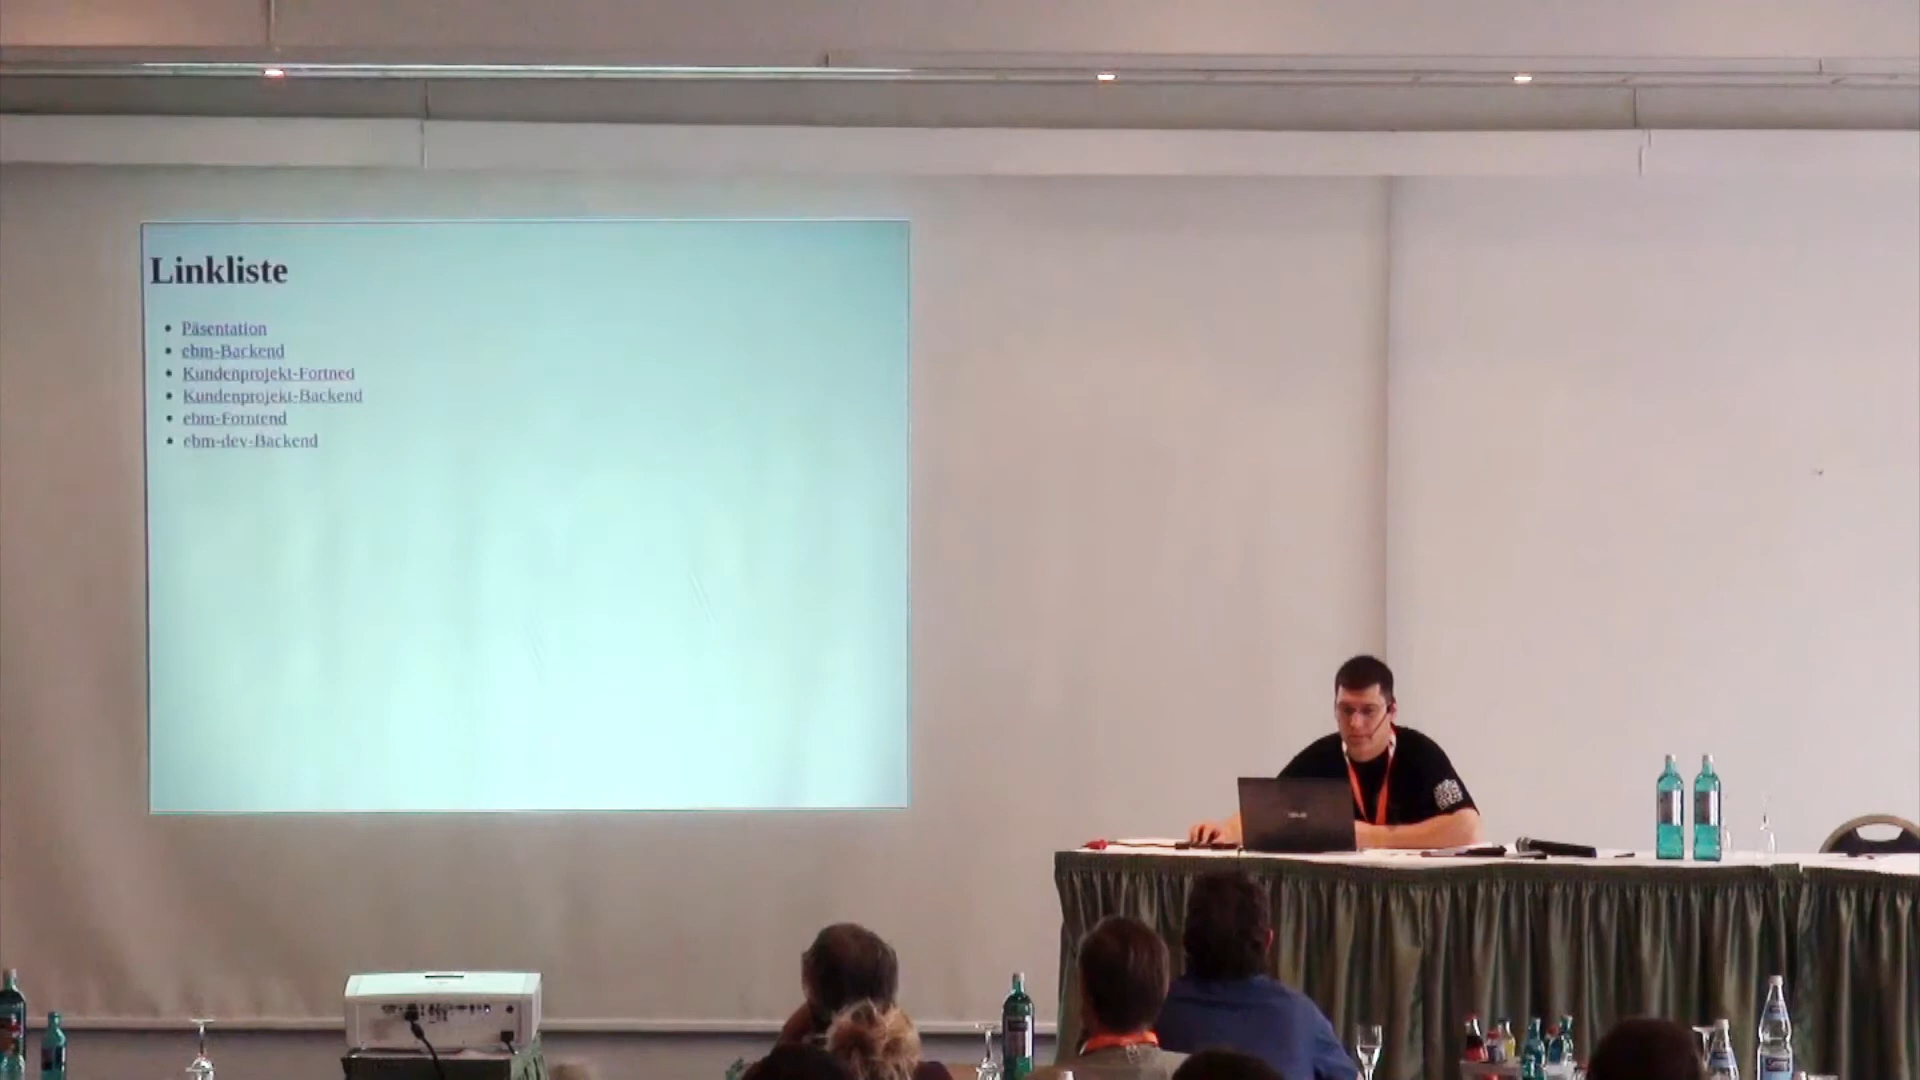 Linkliste
Päsentation
ebm-Backend
Kundenprojekt-Fortned
Kundenprojekt-Backend
ebm-Forntend
ebm-dev-Backend